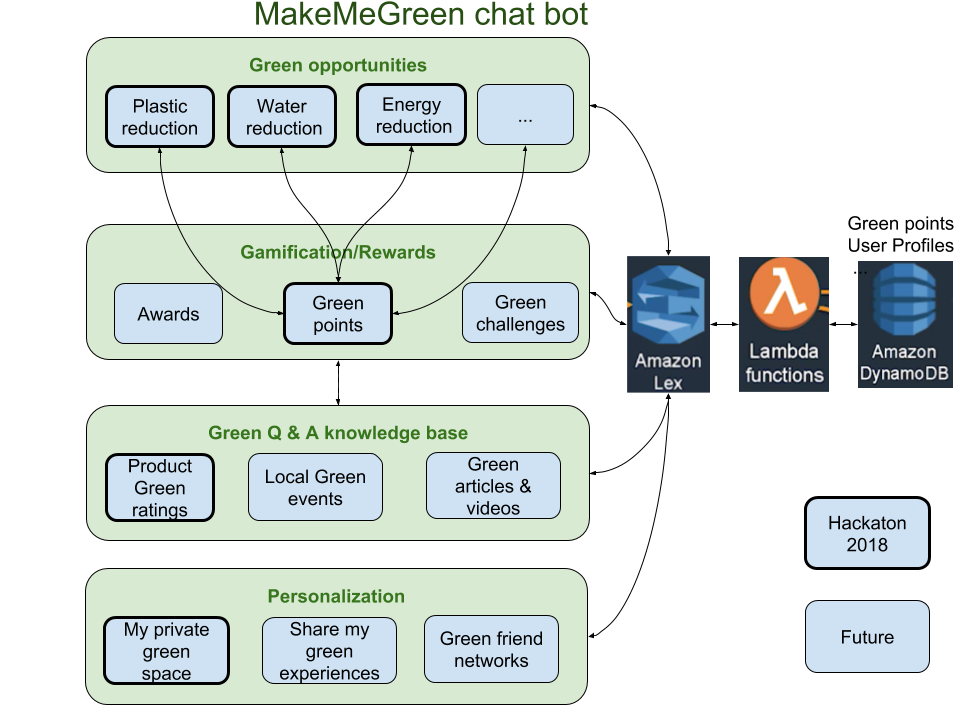 MakeMeGreen chat bot
Green opportunities
Plastic
reduction
Water
reduction
Energy
reduction
...
Gamification/Rewards
Awards
Green
points
Green
challenges
Green points
User Profiles
...
Amazon
Lex
Lambda
functions
Amazon
DynamoDB
Green Q & A knowledge base
Product
Green
ratings
Local Green
events
Green
articles &
videos
Personalization
My private
green
space
Share my
green
experiences
Green friend
networks
Hackaton
2018
Future